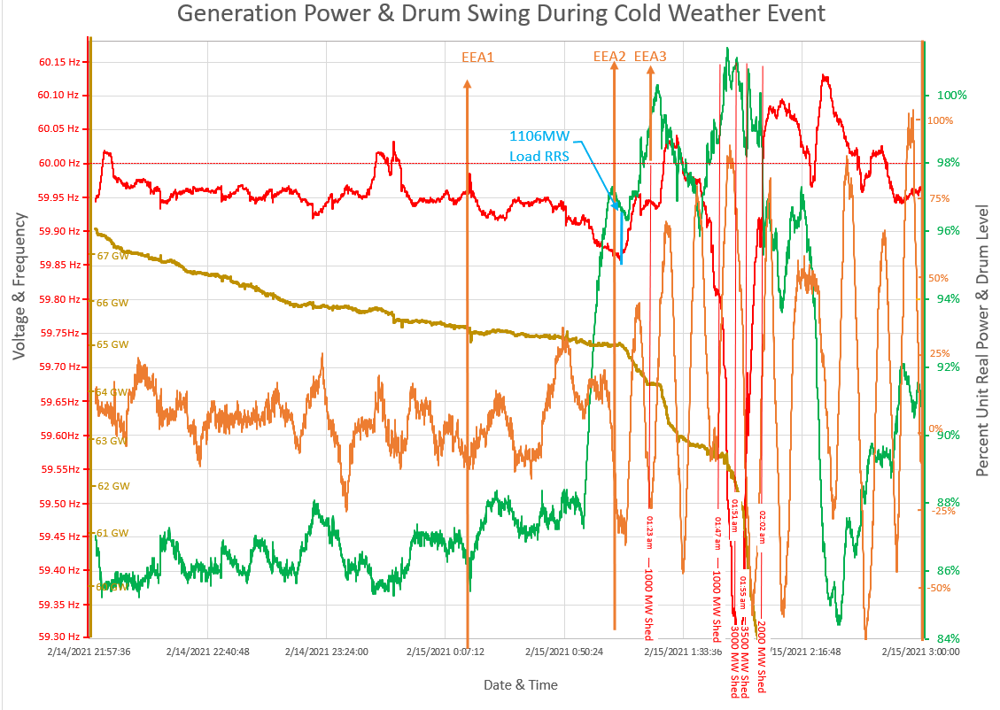 Generation Power & Drum Swing During Cold Weather Event
EEA1
EEA2
EEA3
1106MW
Load RRS
Voltage & Frequency
60.15 Hz
60.10 Hz
60.05 Hz
60.00 Hz
59.95 Hz
59.90 Hz
59.85 Hz
59.80 Hz
59.75 Hz
59.70 Hz
59.65 Hz
59.60 Hz
59.55 Hz
59.50 Hz
59.45 Hz
59.40 Hz
59.35 Hz
59.30 Hz
67 GW
66 GW
65 GW
64 GW
63 GW
62 GW
61 GW
100%
98%
96%
94%
92%
90%
88%
86%
84%
100%
75%
50%
25%
0%
-25%
-50%
Percent Unit Real Power & Drum Level
01:23 am
1000 MW Shed
01:47 am
1000 MW Shed
01:51 am
3000 MW Shed
01:55 am
3500 MW Shed
02:02 am
2000 MW Shed
2/14/2021 21:57:36
2/14/2021 22:40:48
2/14/2021 23:24:00
2/15/2021 0:07:12
2/15/2021 0:50:24
2/15/2021 1:33:36
/15/2021 2:16:48
2/15/2021 3:00:00
Date & Time